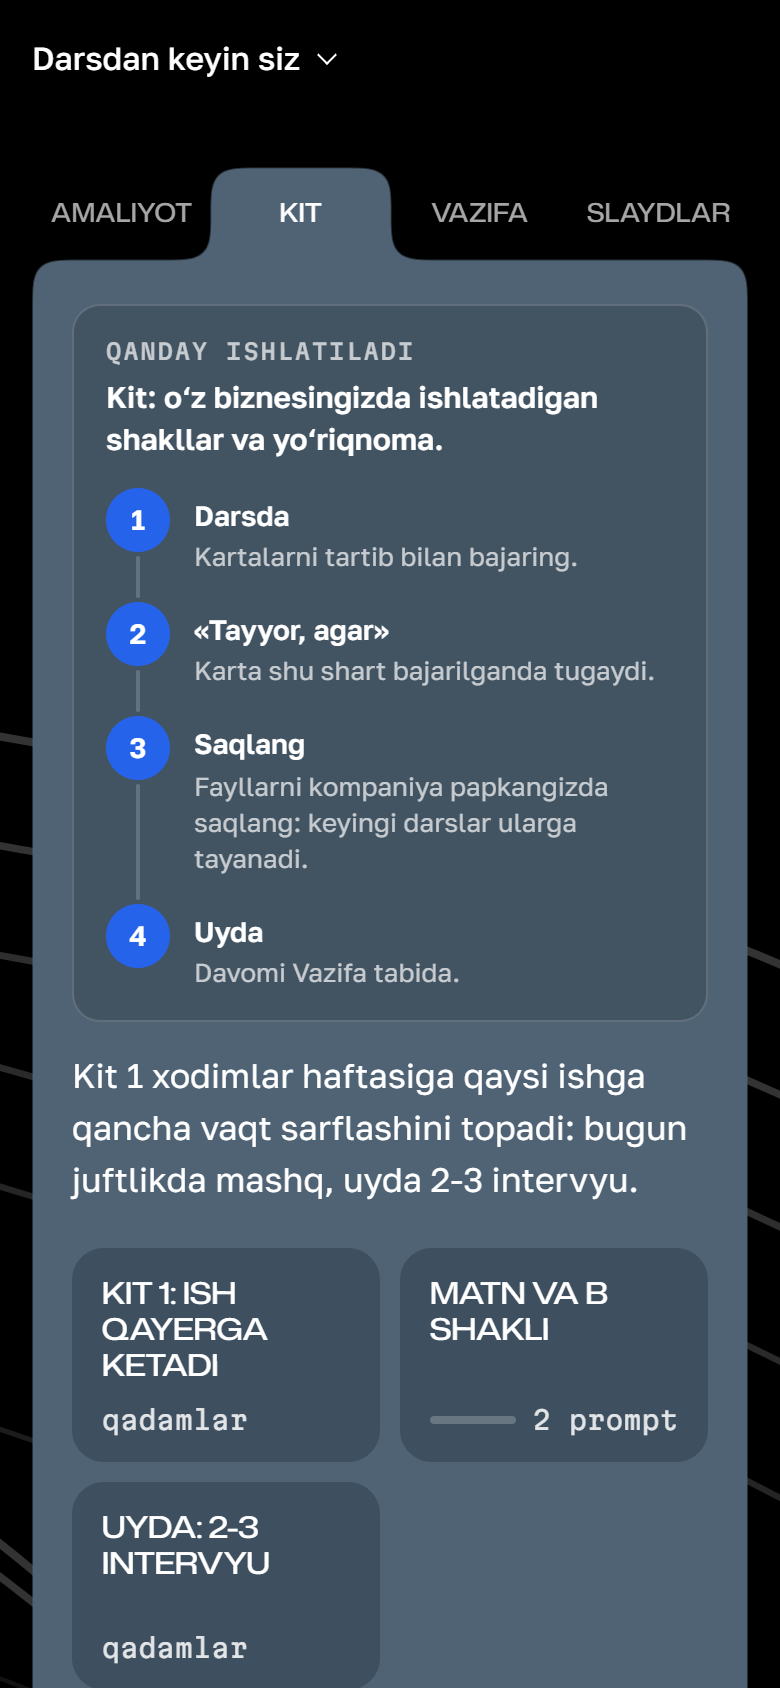 Darsdan keyin siz
AMALIYOT
KIT
VAZIFA
SLAYDLAR
QANDAY ISHLATILADI
Kit: o‘z biznesingizda ishlatadigan
shakllar va yo‘riqnoma.
1
Darsda
Kartalarni tartib bilan bajaring.
2
«Tayyor, agar»
Karta shu shart bajarilganda tugaydi.
3
Saqlang
Fayllarni kompaniya papkangizda
saqlang: keyingi darslar ularga
tayanadi.
4
Uyda
Davomi Vazifa tabida.
Kit 1 xodimlar haftasiga qaysi ishga
qancha vaqt sarflashini topadi: bugun
juftlikda mashq, uyda 2-3 intervyu.
KIT 1: ISH
QAYERGA
KETADI
qadamlar
MATN VA B
SHAKLI
2 prompt
UYDA: 2-3
INTERVYU
qadamlar